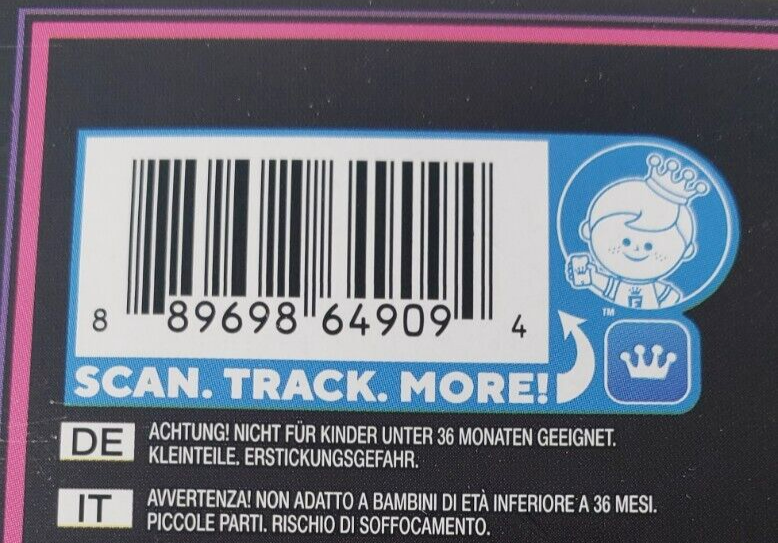 8 89698 64909 4
SCAN. TRACK. MORE!
TM
DE
ACHTUNG! NICHT FÜR KINDER UNTER 36 MONATEN GEEIGNET.
KLEINTEILE. ERSTICKUNGSGEFAHR.
IT
AVVERTENZA! NON ADATTO A BAMBINI DI ETÀ INFERIORE A 36 MESI.
PICCOLE PARTI. RISCHIO DI SOFFOCAMENTO.